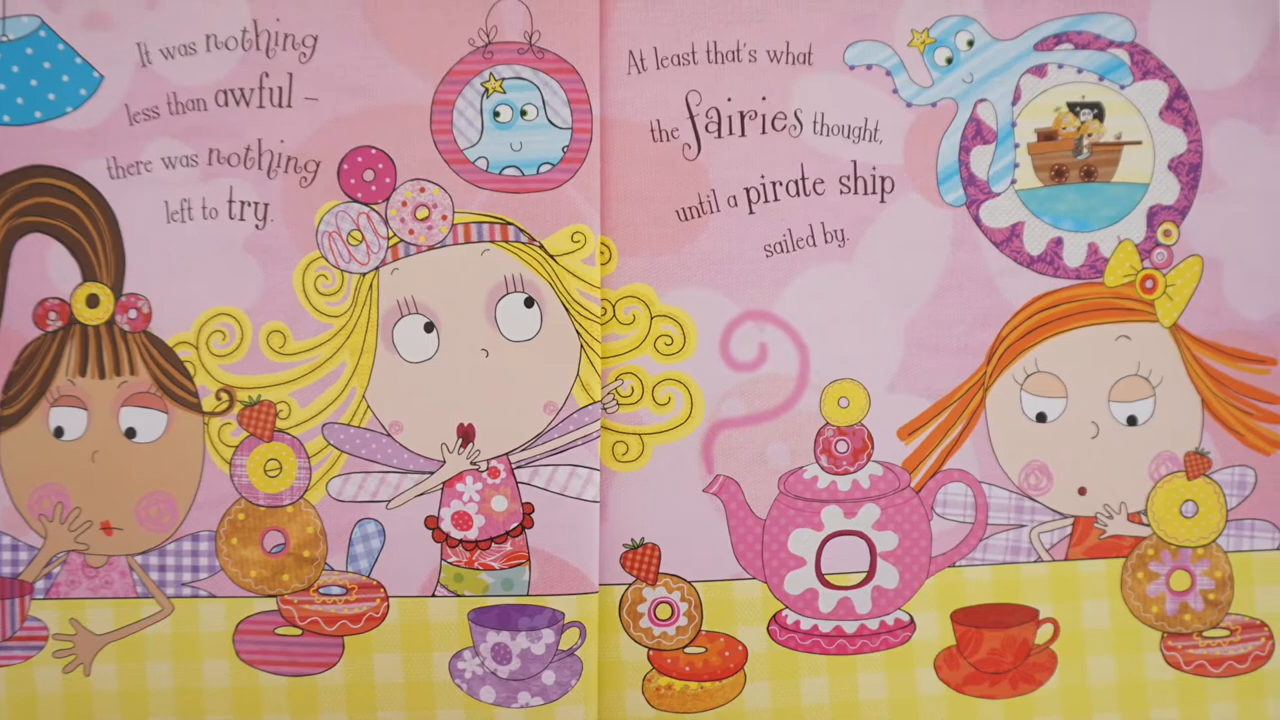 It was nothing
less than awful –
there was nothing
left to try.
At least that's what
the fairies thought,
until a pirate ship
sailed by.